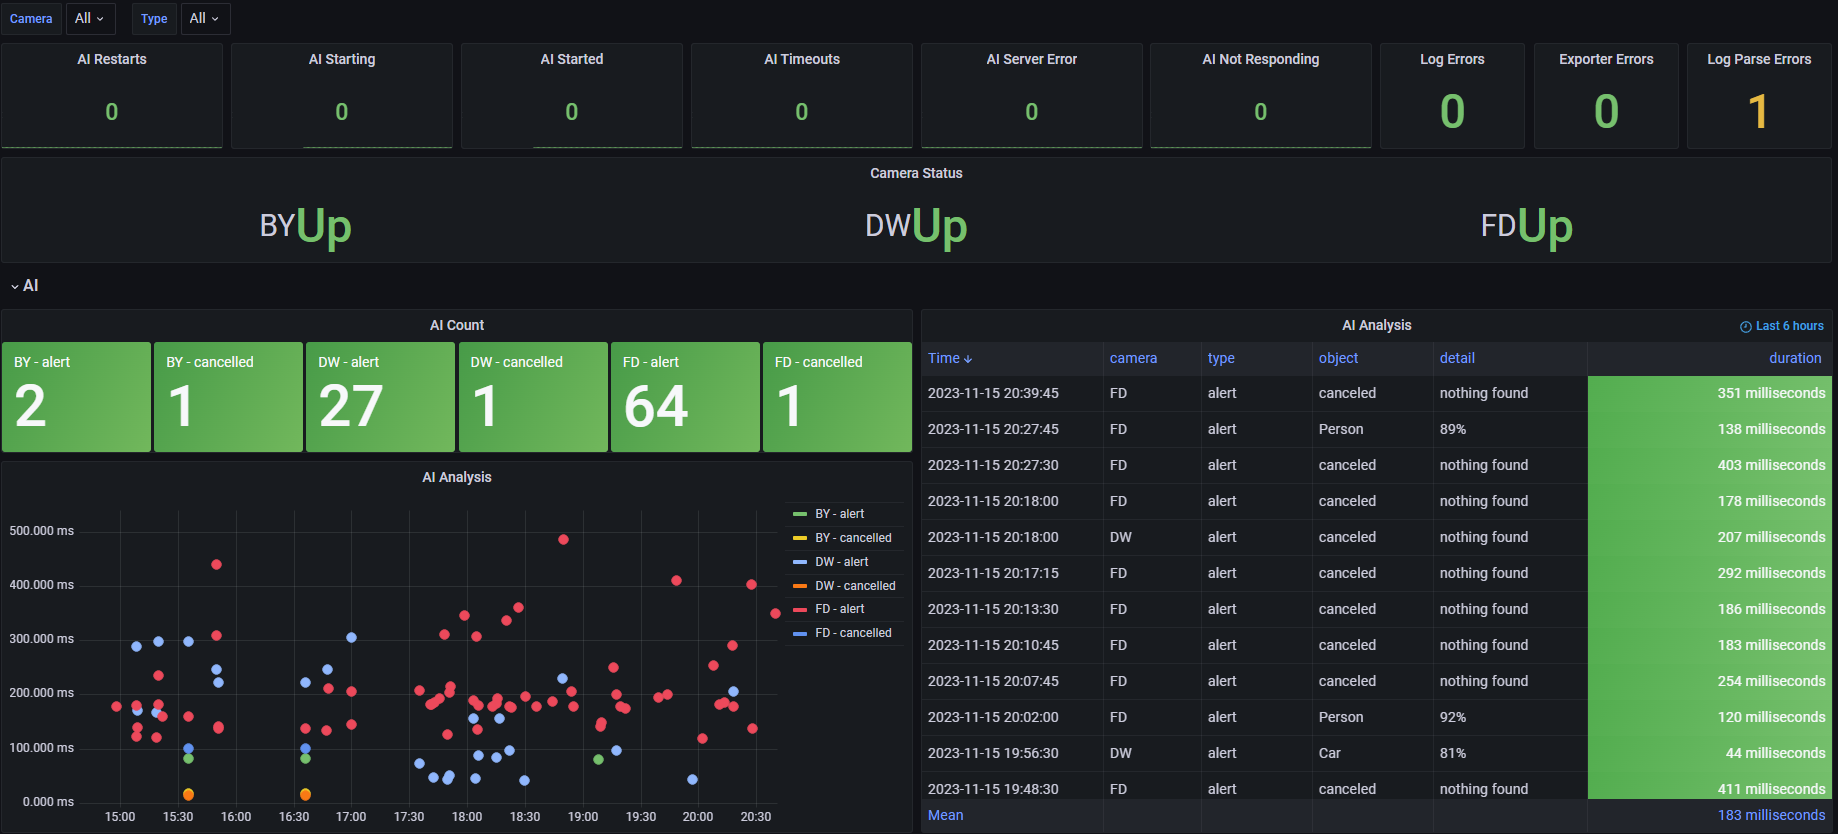 Camera All Type All
AI Restarts AI Starting AI Started AI Timeouts AI Server Error AI Not Responding Log Errors Exporter Errors Log Parse Errors
0 0 0 0 0 0 0 0 1
Camera Status
BY Up DW Up FD Up
AI
AI Count
BY - alert BY - cancelled DW - alert DW - cancelled FD - alert FD - cancelled
2 1 27 1 64 1
AI Analysis
500.000 ms
400.000 ms
300.000 ms
200.000 ms
100.000 ms
0.000 ms
15:00 15:30 16:00 16:30 17:00 17:30 18:00 18:30 19:00 19:30 20:00 20:30
BY - alert
BY - cancelled
DW - alert
DW - cancelled
FD - alert
FD - cancelled
AI Analysis Last 6 hours
Time camera type object detail duration
2023-11-15 20:39:45 FD alert canceled nothing found 351 milliseconds
2023-11-15 20:27:45 FD alert Person 89% 138 milliseconds
2023-11-15 20:27:30 FD alert canceled nothing found 403 milliseconds
2023-11-15 20:18:00 FD alert canceled nothing found 178 milliseconds
2023-11-15 20:18:00 DW alert canceled nothing found 207 milliseconds
2023-11-15 20:17:15 FD alert canceled nothing found 292 milliseconds
2023-11-15 20:13:30 FD alert canceled nothing found 186 milliseconds
2023-11-15 20:10:45 FD alert canceled nothing found 183 milliseconds
2023-11-15 20:07:45 FD alert canceled nothing found 254 milliseconds
2023-11-15 20:02:00 FD alert Person 92% 120 milliseconds
2023-11-15 19:56:30 DW alert Car 81% 44 milliseconds
2023-11-15 19:48:30 FD alert canceled nothing found 411 milliseconds
Mean 183 milliseconds